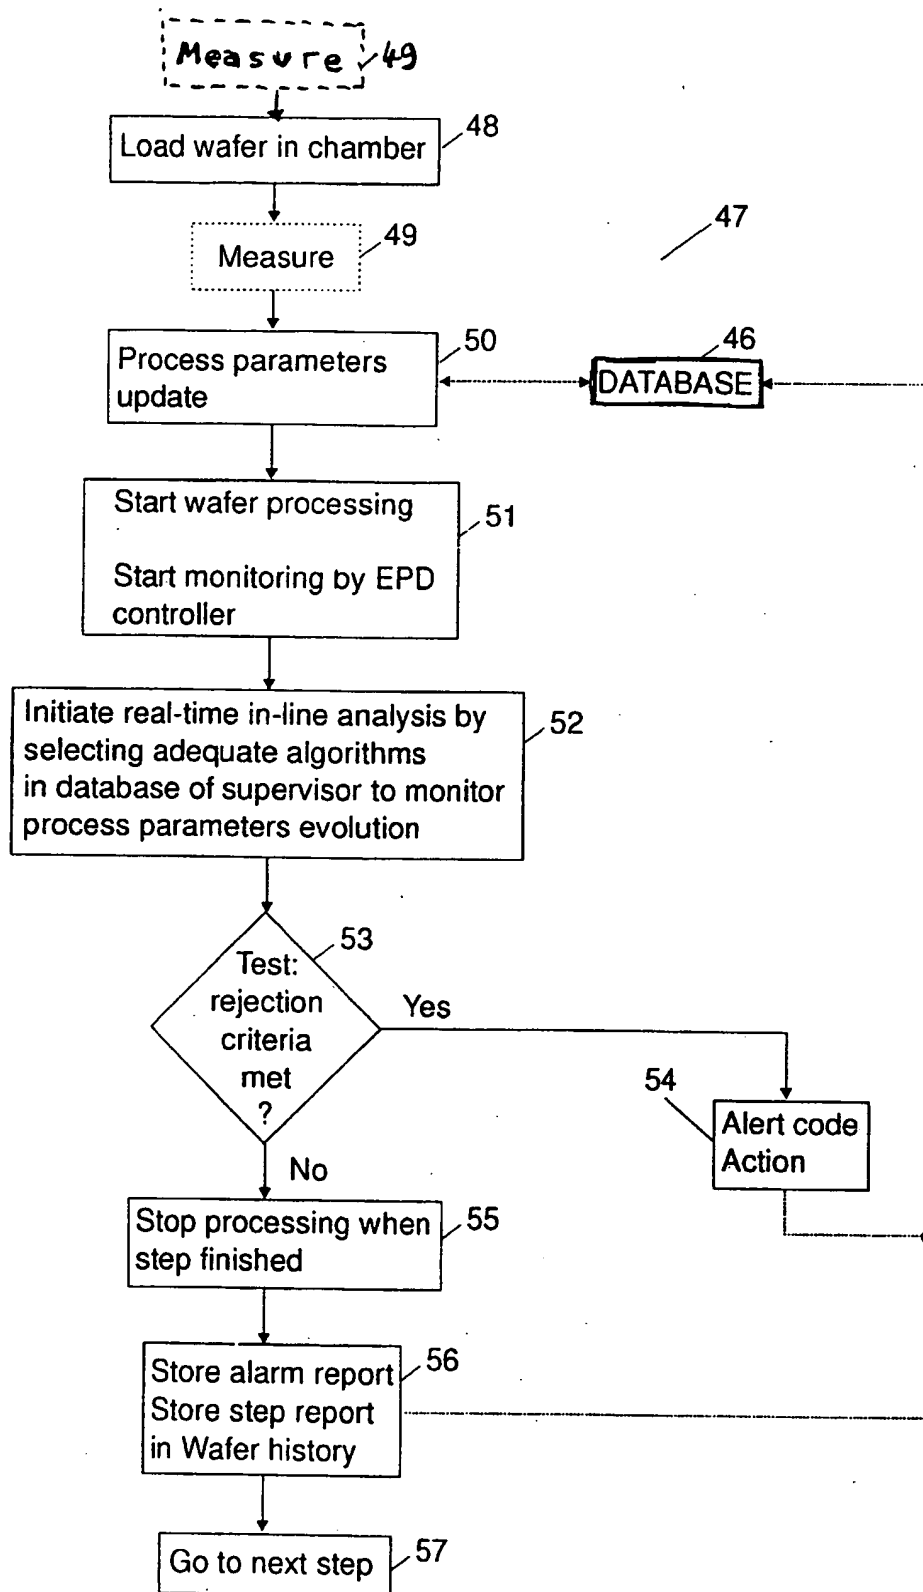 Measure 49
Load wafer in chamber 48
Measure 49
47
Process parameters
update
50
46
DATABASE
Start wafer processing
Start monitoring by EPD
controller
51
Initiate real-time in-line analysis by
selecting adequate algorithms
in database of supervisor to monitor
process parameters evolution
52
Test:
rejection
criteria
met
?
53
Yes
54
Alert code
Action
No
Stop processing when
step finished
55
Store alarm report
Store step report
in Wafer history
56
Go to next step 57